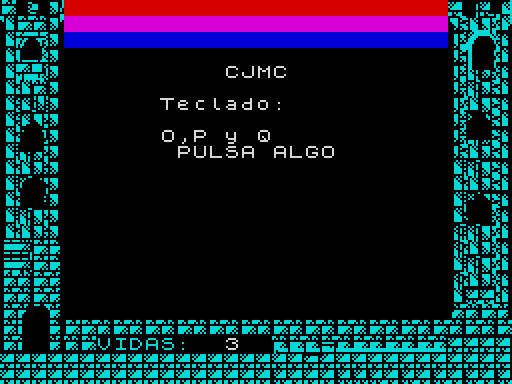 CJMC
Teclado:
O,P y Q
PULSA ALGO
VIDAS: 3